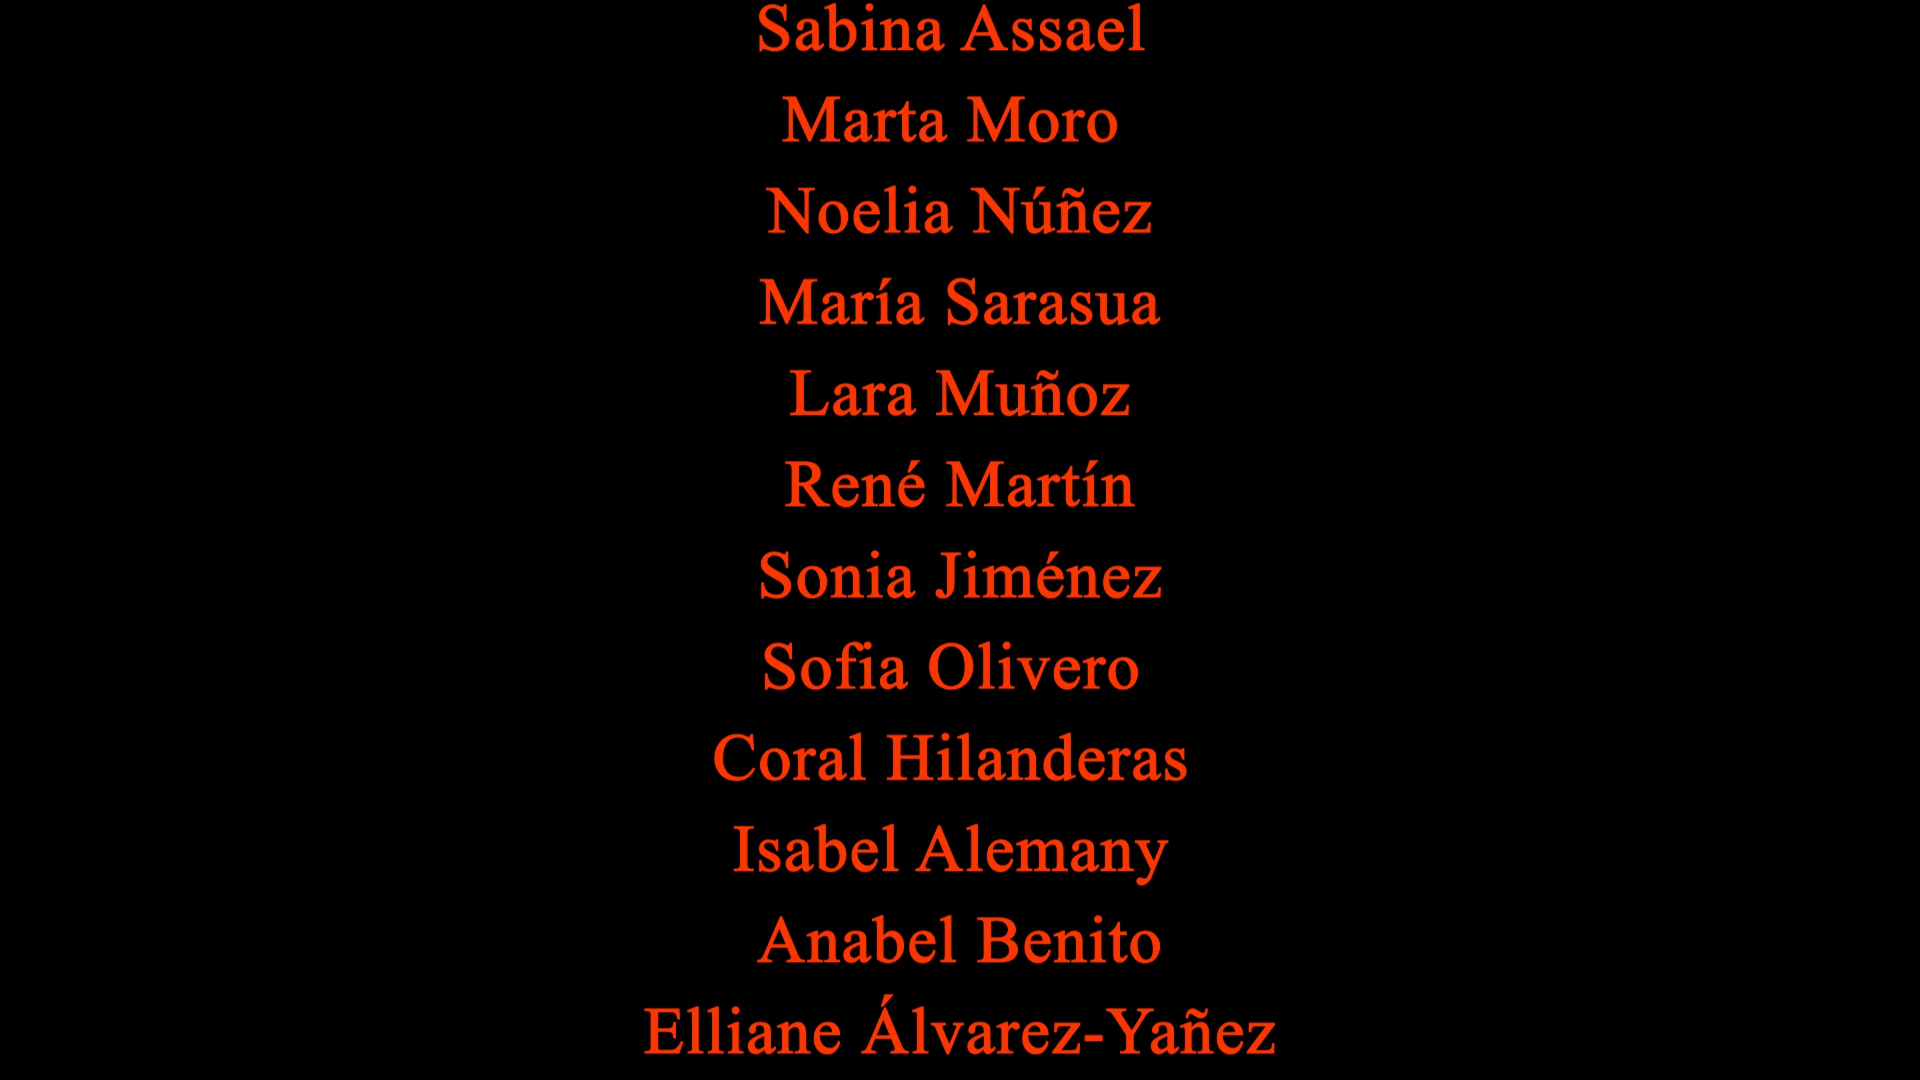 Sabina Assael
Marta Moro
Noelia Núñez
María Sarasua
Lara Muñoz
René Martín
Sonia Jiménez
Sofia Olivero
Coral Hilanderas
Isabel Alemany
Anabel Benito
Elliane Álvarez-Yañez